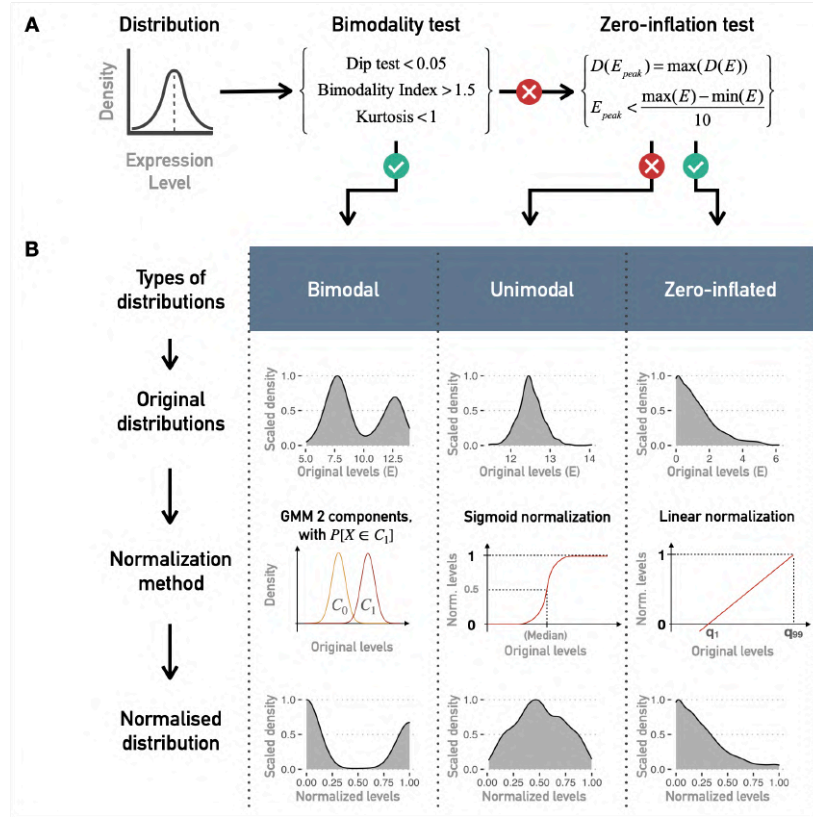 A
Distribution
Bimodality test
Zero-inflation test
Density
Expression
Level
Dip test < 0.05
Bimodality Index > 1.5
Kurtosis < 1
D(E_peak) = max(D(E))
E_peak < (max(E) − min(E))/10
B
Types of
distributions
Bimodal
Unimodal
Zero-inflated
Original
distributions
Scaled density
1.0
0.5
0.0
5.0 7.5 10.0 12.5
Original levels (E)
Scaled density
1.0
0.5
0.0
12 13 14
Original levels (E)
Scaled density
1.0
0.5
0.0
0 2 4 6
Original levels (E)
Normalization
method
GMM 2 components,
with P[X ∈ C₁]
Density
C₀ C₁
Original levels
Sigmoid normalization
Norm. levels
1
0.5
0
(Median)
Original levels
Linear normalization
Norm. levels
1
0
q₁ q₉₉
Original levels
Normalised
distribution
Scaled density
1.0
0.5
0.0
0.00 0.25 0.50 0.75 1.00
Normalized levels
Scaled density
1.0
0.5
0.0
0.00 0.25 0.50 0.75 1.00
Normalized levels
Scaled density
1.0
0.5
0.0
0.00 0.25 0.50 0.75 1.00
Normalized levels